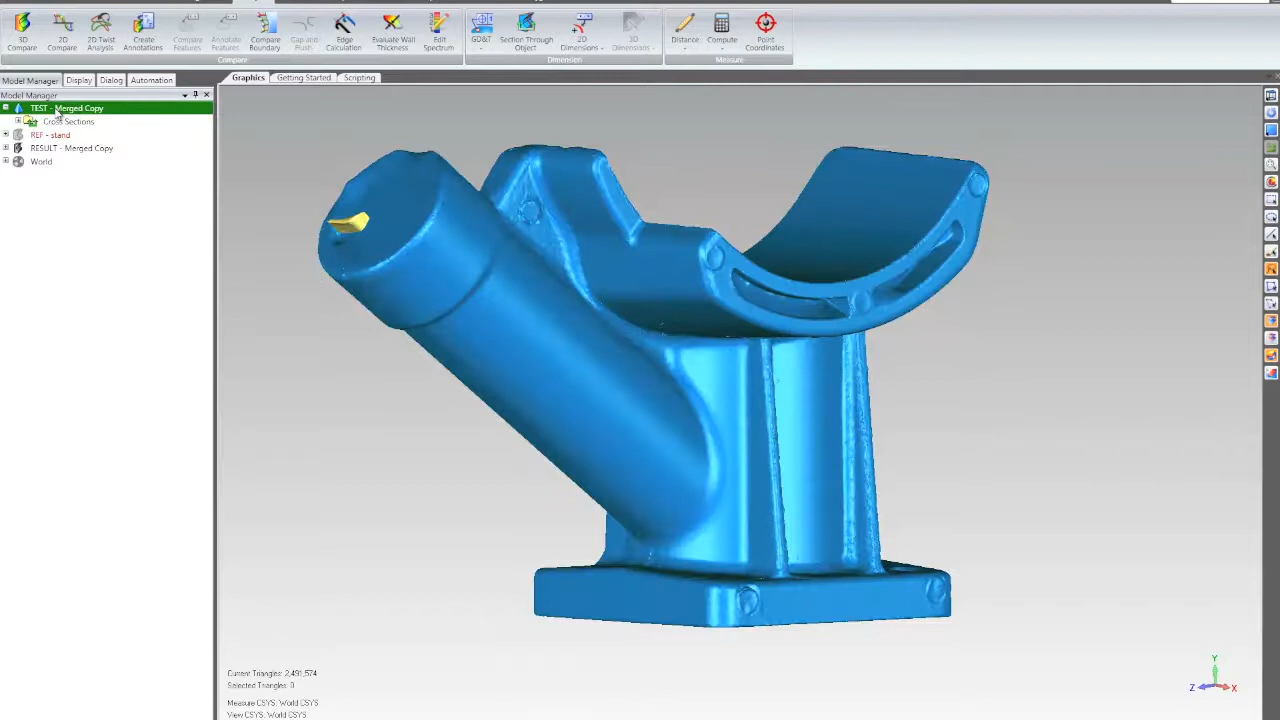 3D Compare
2D Compare
2D Twist Analysis
Create Annotations
Compare Features
Annotate Features
Compare Boundary
Gap and Flush
Edge Calculation
Evaluate Wall Thickness
Edit Spectrum
GD&T
Section Through Object
2D Dimensions
3D Dimensions
Distance
Compute
Point Coordinates
Compare
Dimension
Measure
Model Manager
Display
Dialog
Automation
Graphics
Getting Started
Scripting
Model Manager
TEST - Merged Copy
Cross Sections
REF - stand
RESULT - Merged Copy
World
Current Triangles: 2,491,574
Selected Triangles: 0
Measure CSYS: World CSYS
View CSYS: World CSYS
Y
Z
X